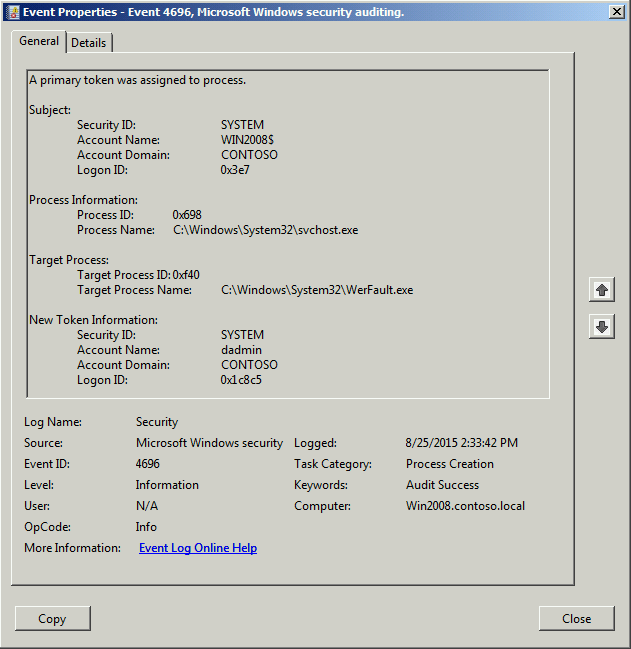 Event Properties - Event 4696, Microsoft Windows security auditing.
General Details
A primary token was assigned to process.
Subject:
Security ID: SYSTEM
Account Name: WIN2008$
Account Domain: CONTOSO
Logon ID: 0x3e7
Process Information:
Process ID: 0x698
Process Name: C:\Windows\System32\svchost.exe
Target Process:
Target Process ID: 0xf40
Target Process Name: C:\Windows\System32\WerFault.exe
New Token Information:
Security ID: SYSTEM
Account Name: dadmin
Account Domain: CONTOSO
Logon ID: 0x1c8c5
Log Name: Security
Source: Microsoft Windows security Logged: 8/25/2015 2:33:42 PM
Event ID: 4696 Task Category: Process Creation
Level: Information Keywords: Audit Success
User: N/A Computer: Win2008.contoso.local
OpCode: Info
More Information: Event Log Online Help
Copy Close